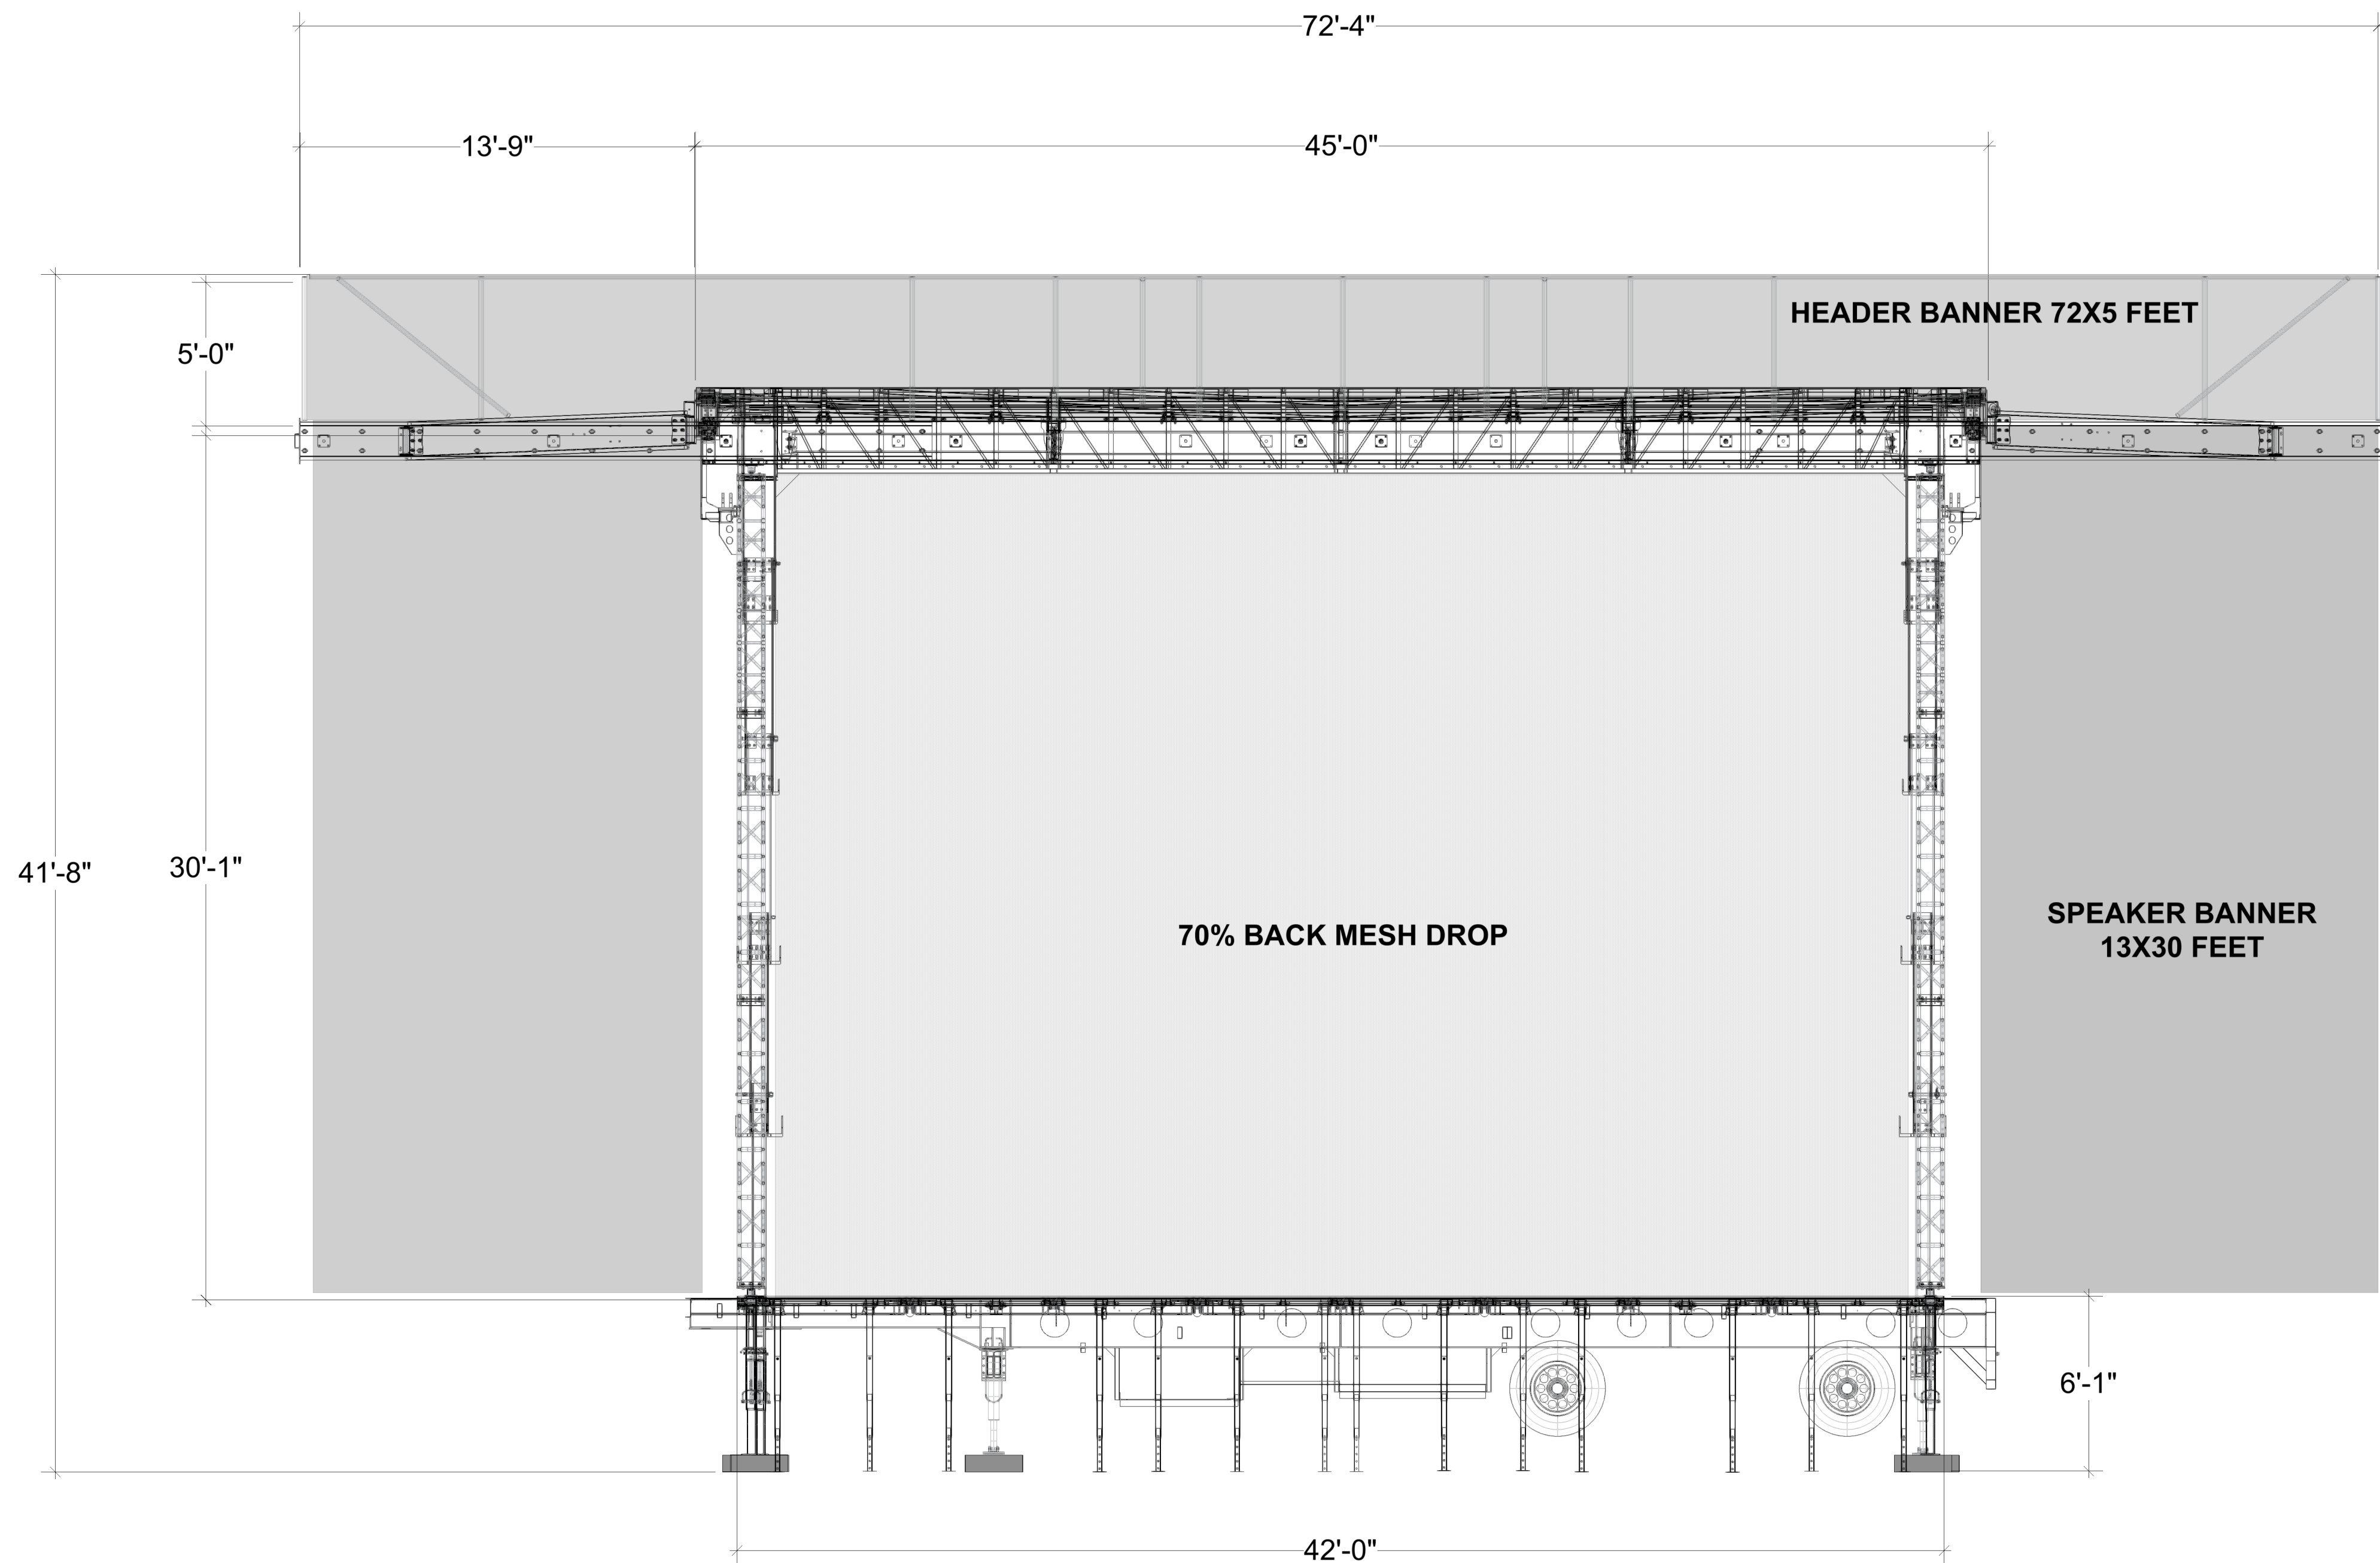 72'-4"
13'-9"
45'-0"
HEADER BANNER 72X5 FEET
5'-0"
41'-8"
30'-1"
70% BACK MESH DROP
SPEAKER BANNER
13X30 FEET
6'-1"
42'-0"